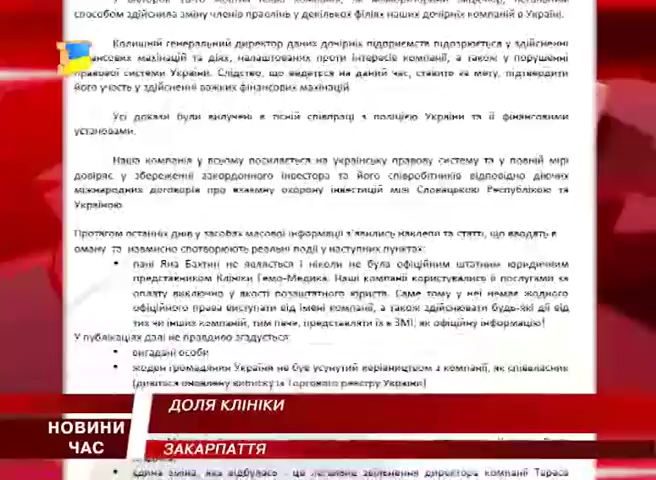 способом здійснила зміну членів правлінь у декількох філіях наших дочірніх компаній в Україні.
Колишній генеральний директор даних дочірніх підприємств підозрюється у здійсненні
фінансових махінацій та діях, налаштованих проти інтересів компанії, а також у порушенні
правової системи України. Слідство, що ведеться на даний час, ставить за мету, підтвердити
його участь у здійсненні важких фінансових махінацій.
Усі докази були вилучені в тісній співпраці з поліцією України та її фінансовими
установами.
Наша компанія у всьому посилається на українську правову систему та у повній мірі
довіряє у збереженні закордонного інвестора та його співробітників відповідно діючих
міжнародних договорів про взаємну охорону інвестицій між Словацькою Республікою та
Україною.
Протягом останніх днів у засобах масової інформації з'явились наклепи та статті, що вводять в
оману та навмисно спотворюють реальні події у наступних пунктах:
• пані Яна Бахтин не являється і ніколи не була офіційним штатним юридичним
представником Клініки Гемо-Медика. Наші компанії користувались її послугами за
оплату виключно у якості позаштатного юриста. Саме тому у неї немає жодного
офіційного права виступати від імені компанії, а також здійснювати будь-які дії від
тих чи інших компаній, тим паче, представляти їх в ЗМІ, як офіційну інформацію!
У публікаціях далі не правдиво згадується:
• вигадані особи
• жоден громадянин України не був усунутий керівництвом з компанії, як співвласник
(дивитися оновлену виписку із Торгового реєстру України)
ДОЛЯ КЛІНІКИ
НОВИНИ
ЧАС
ЗАКАРПАТТЯ
• єдина зміна, яка відбулась - це легальне звільнення директора компанії Тараса